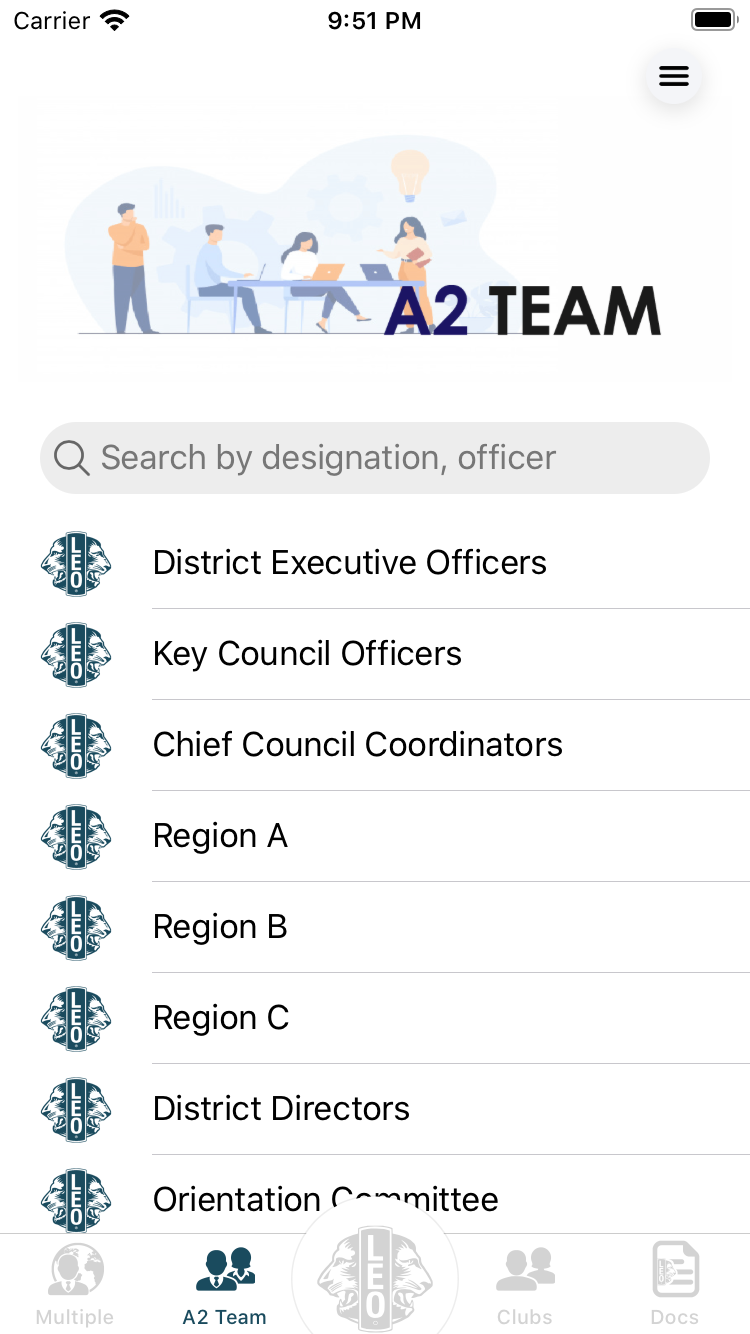 Carrier 9:51 PM
A2 TEAM
Search by designation, officer
LEO District Executive Officers
LEO Key Council Officers
LEO Chief Council Coordinators
LEO Region A
LEO Region B
LEO Region C
LEO District Directors
LEO Orientation Committee
LEO
Multiple A2 Team Clubs LEO Docs